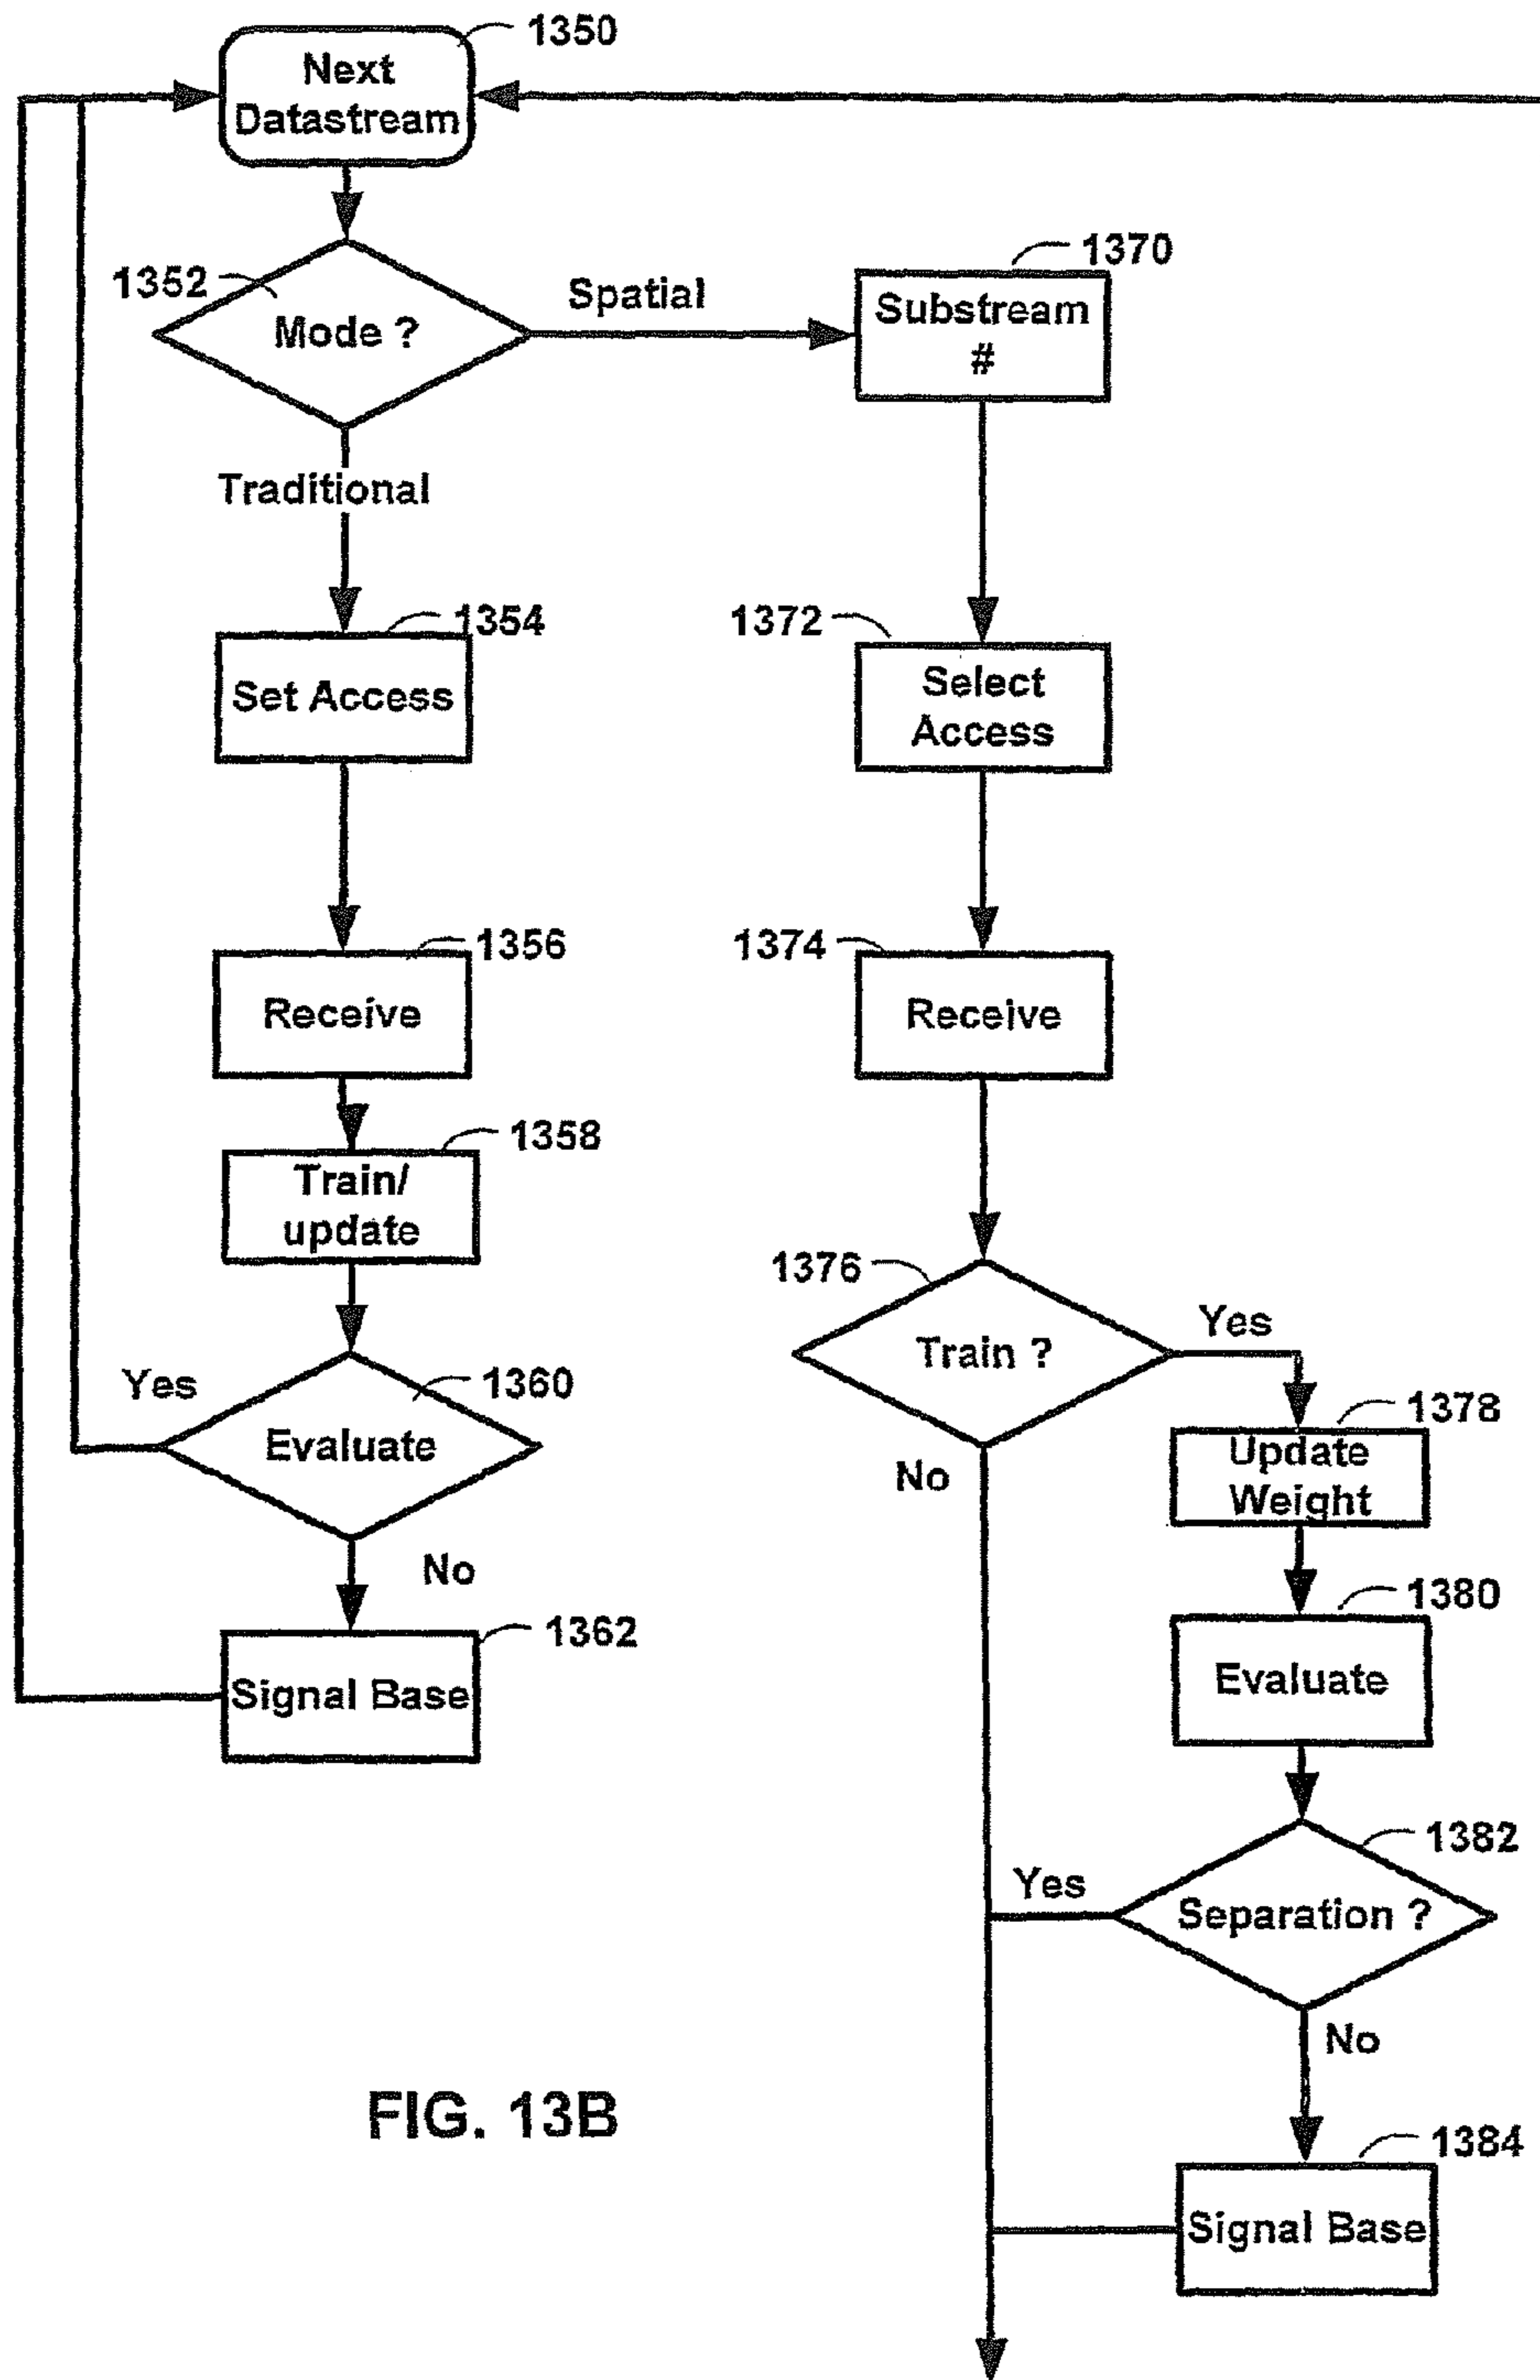 1350
Next
Datastream
1352
Mode ?
Spatial
1370
Substream
#
Traditional
1354
Set Access
1372
Select
Access
1356
Receive
1374
Receive
1358
Train/
update
1376
Train ?
Yes
No
Yes
1360
Evaluate
No
1378
Update
Weight
1362
Signal Base
1380
Evaluate
1382
Separation ?
Yes
No
1384
Signal Base
FIG. 13B